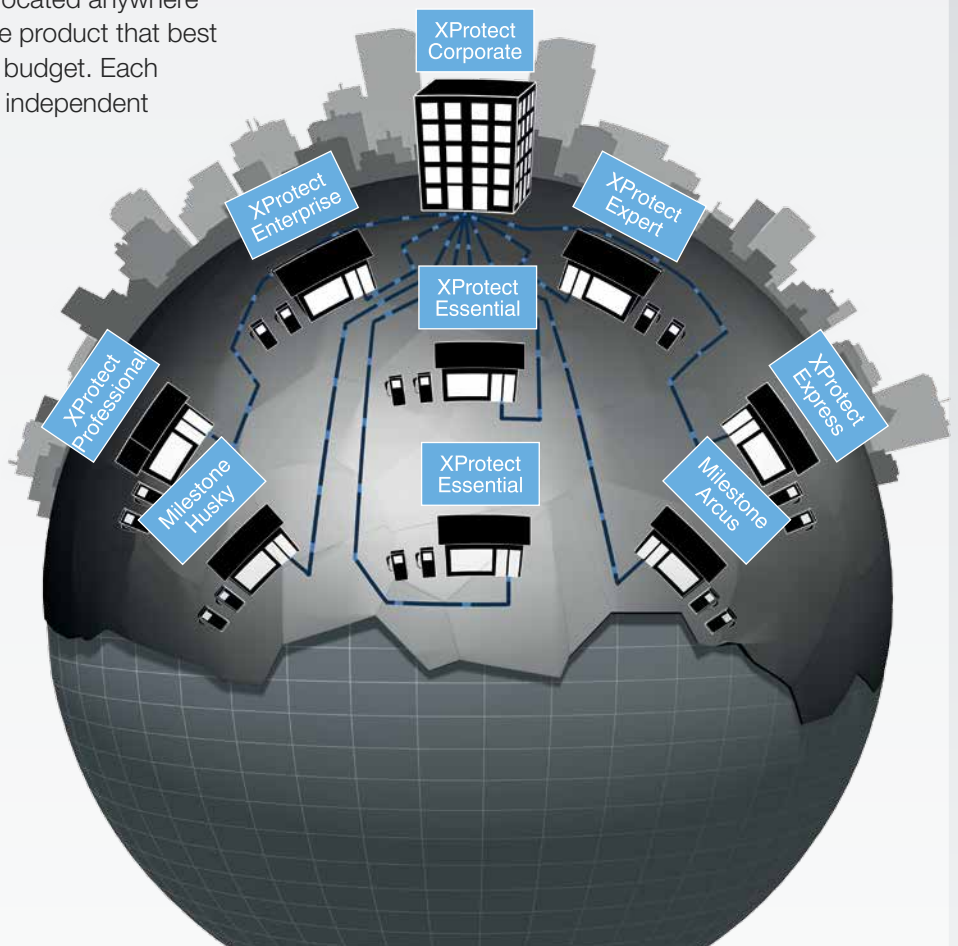 ocated anywhere
e product that best
budget. Each
independent
XProtect
Corporate
XProtect
Enterprise
XProtect
Expert
XProtect
Essential
XProtect
Professional
XProtect
Express
Milestone
Husky
XProtect
Essential
Milestone
Arcus